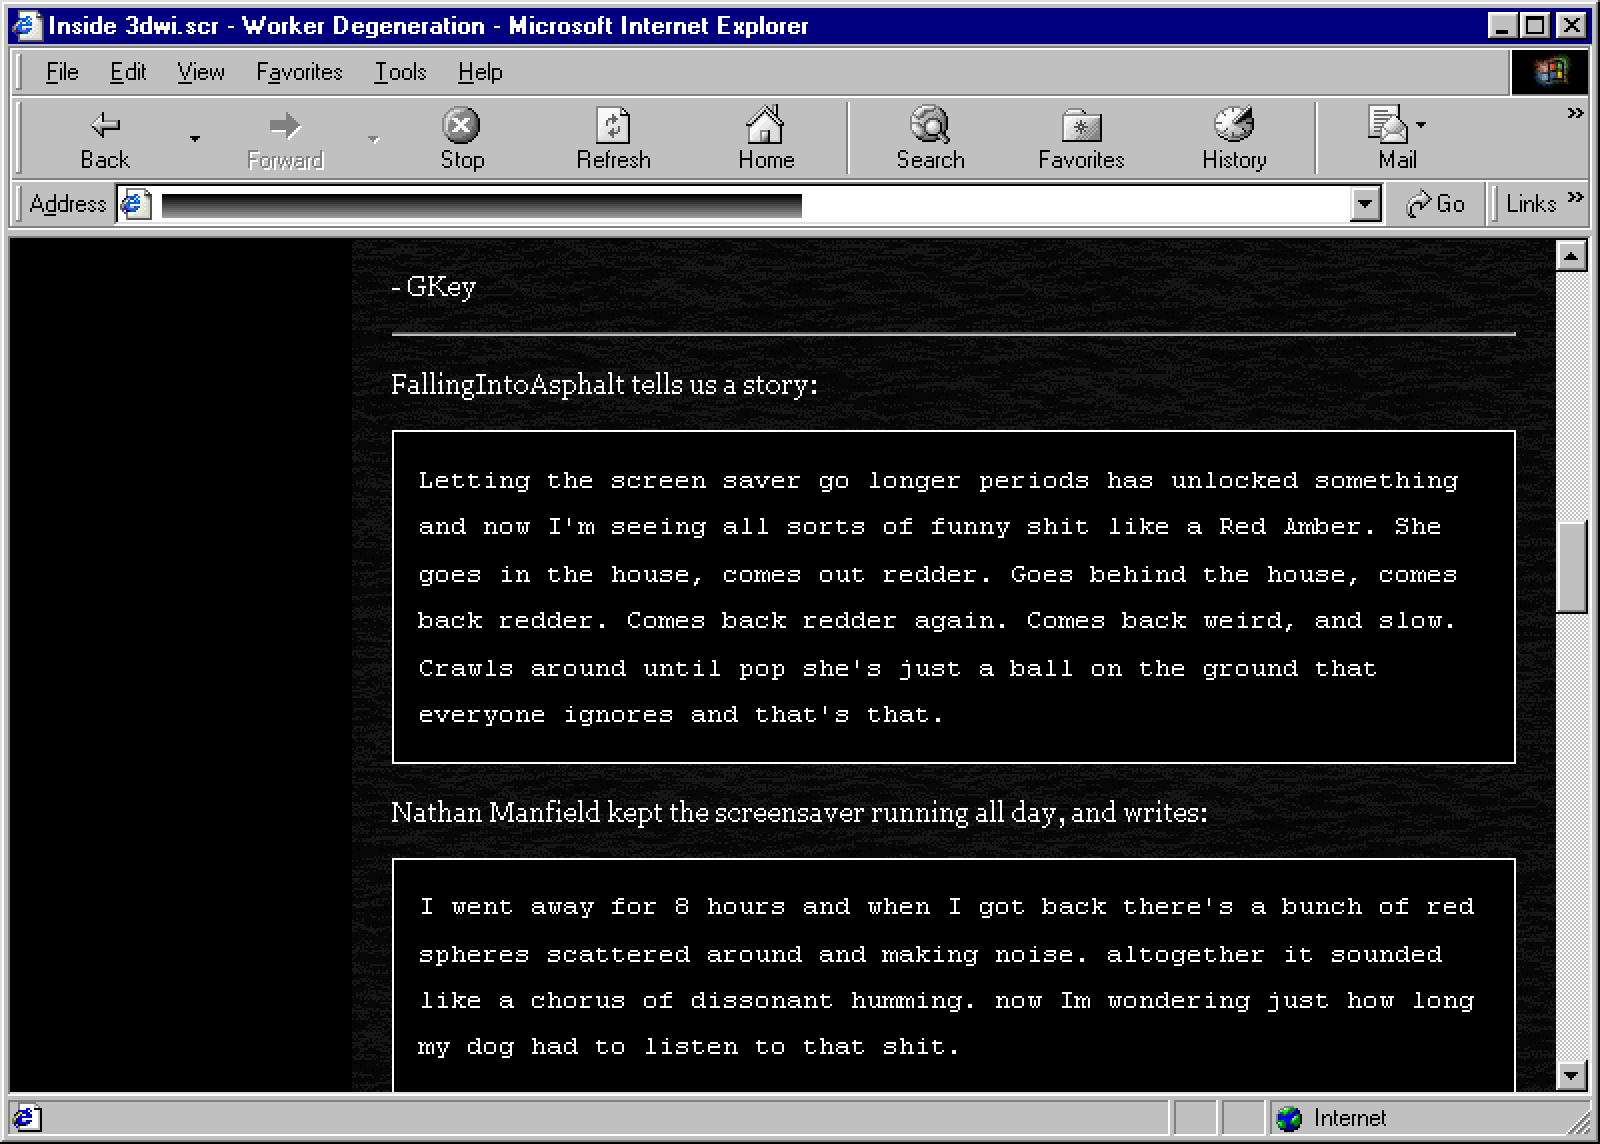 Inside 3dwi.scr - Worker Degeneration - Microsoft Internet Explorer
File Edit View Favorites Tools Help
Back Forward Stop Refresh Home Search Favorites History Mail »
Address Go Links »
- GKey
FallingIntoAsphalt tells us a story:
Letting the screen saver go longer periods has unlocked something
and now I'm seeing all sorts of funny shit like a Red Amber. She
goes in the house, comes out redder. Goes behind the house, comes
back redder. Comes back redder again. Comes back weird, and slow.
Crawls around until pop she's just a ball on the ground that
everyone ignores and that's that.
Nathan Manfield kept the screensaver running all day, and writes:
I went away for 8 hours and when I got back there's a bunch of red
spheres scattered around and making noise. altogether it sounded
like a chorus of dissonant humming. now Im wondering just how long
my dog had to listen to that shit.
Internet